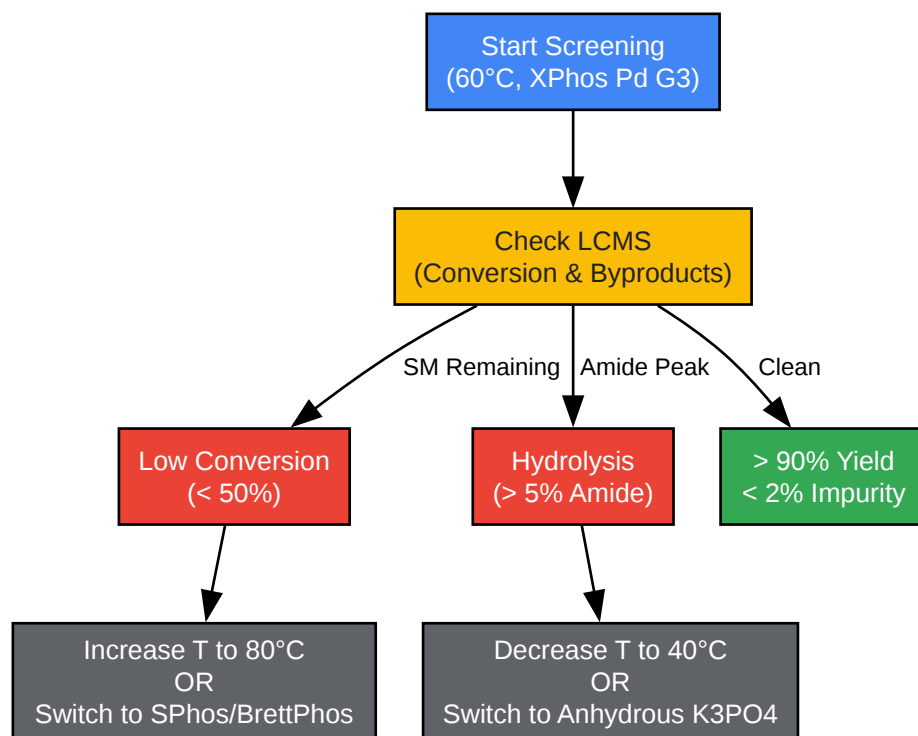 Start Screening
(60°C, XPhos Pd G3)
Check LCMS
(Conversion & Byproducts)
SM Remaining
Amide Peak
Clean
Low Conversion
(< 50%)
Hydrolysis
(> 5% Amide)
> 90% Yield
< 2% Impurity
Increase T to 80°C
OR
Switch to SPhos/BrettPhos
Decrease T to 40°C
OR
Switch to Anhydrous K3PO4